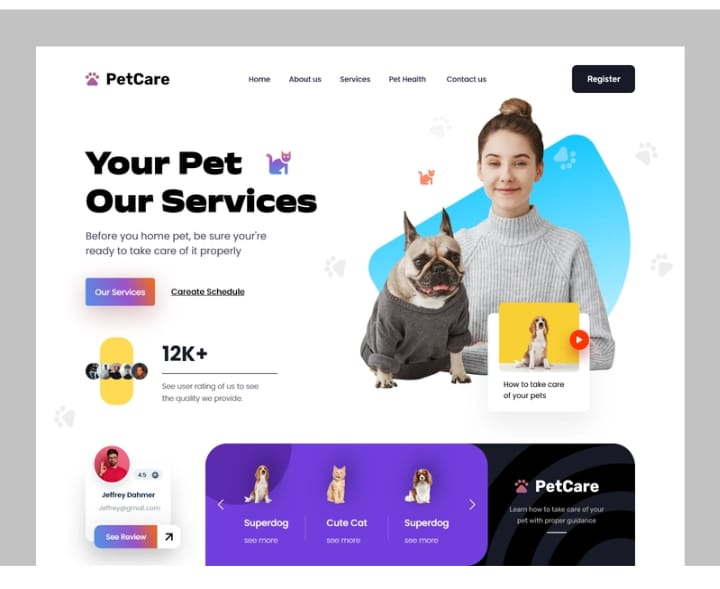 PetCare
Home
About us
Services
Pet Health
Contact us
Register
Your Pet
Our Services
Before you home pet, be sure your're
ready to take care of it properly
Our Services
Careate Schedule
12K+
See user rating of us to see
the quality we provide.
How to take care
of your pets
4.5
Jeffrey Dahmer
Jeffrey@gmail.com
See Review
Superdog
see more
Cute Cat
see more
Superdog
see more
PetCare
Learn how to take care of your
pet with proper guidance